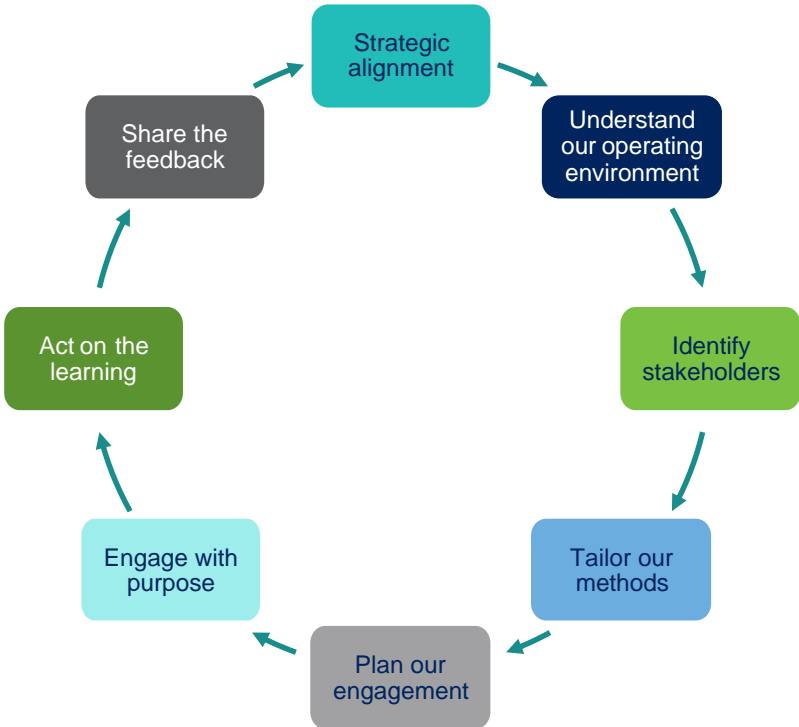 Strategic
alignment
Understand
our operating
environment
Identify
stakeholders
Tailor our
methods
Plan our
engagement
Engage with
purpose
Act on the
learning
Share the
feedback